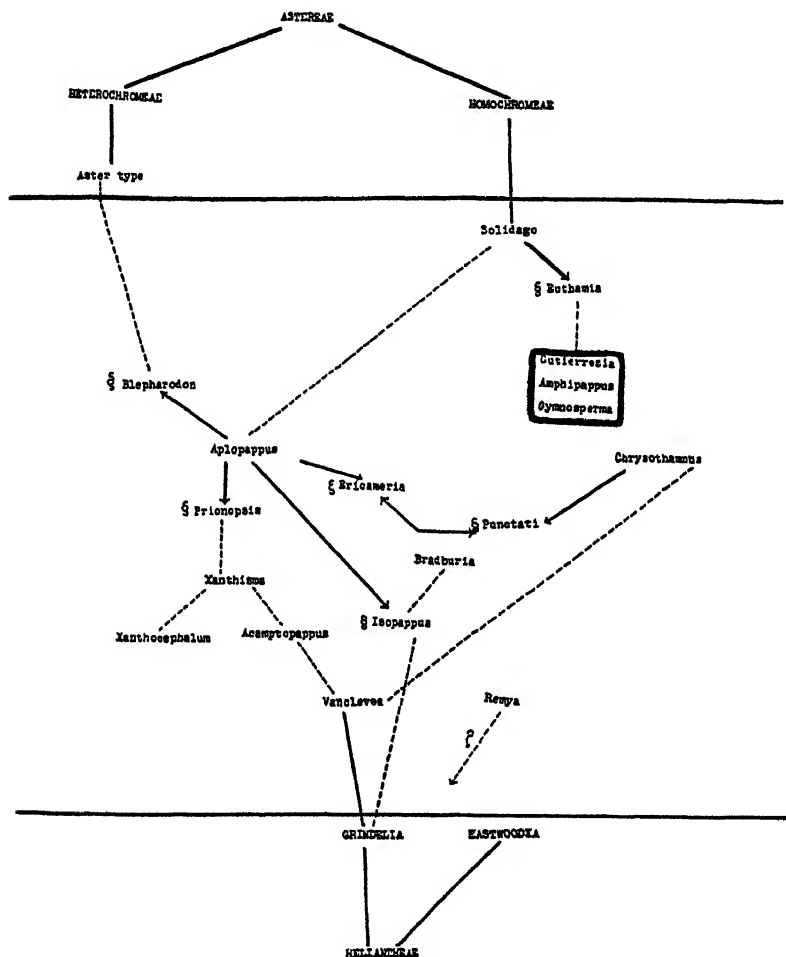 ASTEREAE
HETEROCHROMEAE
HOMOCHROMEAE
Aster type
Solidago
§ Euthamia
Gutierrezia
Amphipappus
Gymnosperma
§ Blepharodon
Aplopappus
Chrysothamnus
§ Ericameria
§ Prionopsis
§ Punctati
Bradburia
Xanthisma
§ Isopappus
Xanthocephalum
Acamptopappus
Vanclevea
Remya
?
GRINDELIA
EASTWOODIA
HELIANTHEAE